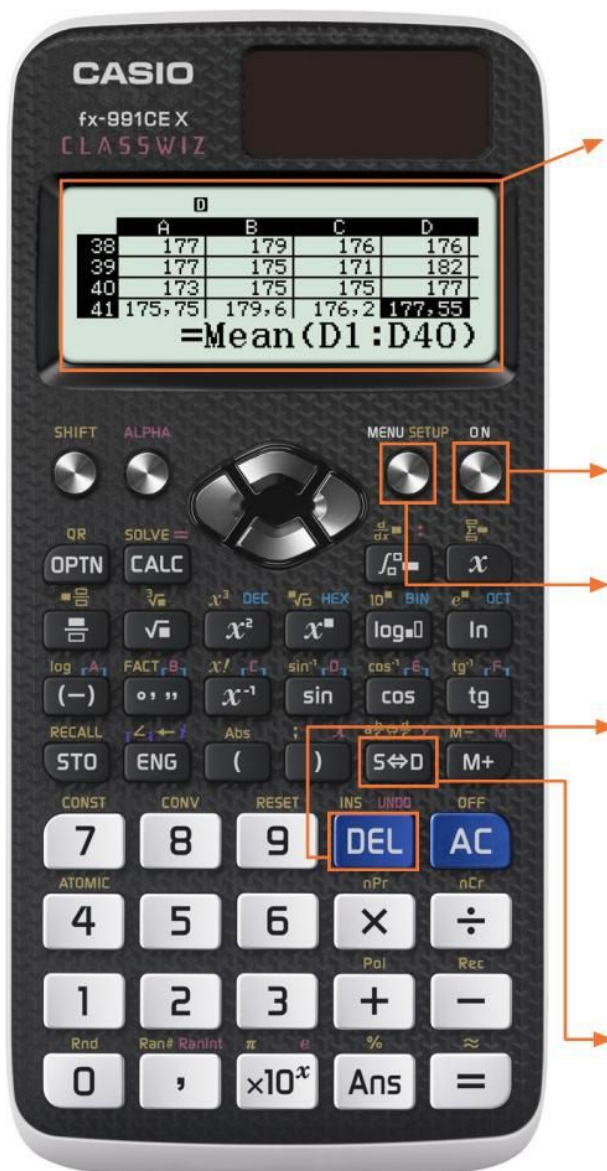 CASIO
fx-991CE X
CLASSWIZ
D
A B C D
38 177 179 176 176
39 177 175 171 182
40 173 175 175 177
41 175,75 179,6 176,2 177,55
=Mean(D1:D40)
SHIFT ALPHA MENU SETUP ON
QR SOLVE = d/dx■ : Σ■
OPTN CALC ∫■ x
³√■ x³ DEC ■√□ HEX 10■ BIN e■ OCT
√■ x² x■ log■□ ln
log A FACT B x! C sin⁻¹ D cos⁻¹ E tg⁻¹ F
(−) ° ’ ” x⁻¹ sin cos tg
RECALL ∠ ← i Abs ; x y M− M
STO ENG ( ) S⇔D M+
CONST CONV RESET INS UNDO OFF
7 8 9 DEL AC
ATOMIC nPr nCr
4 5 6 × ÷
Pol Rec
1 2 3 + −
Rnd Ran# RanInt π e % ≈
0 , ×10ˣ Ans =